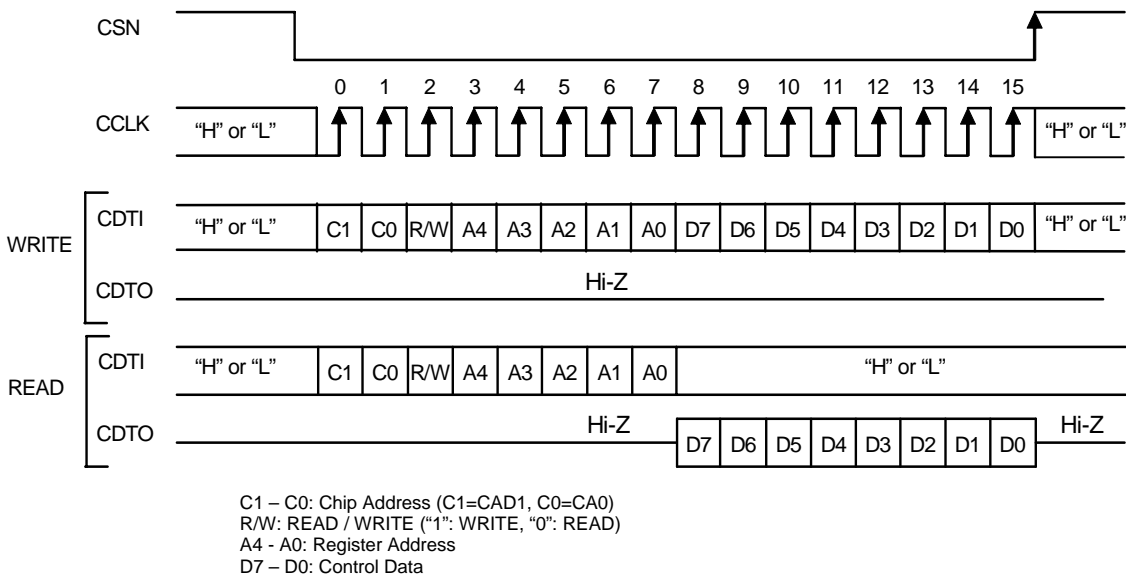 CSN
0 1 2 3 4 5 6 7 8 9 10 11 12 13 14 15
CCLK “H” or “L” “H” or “L”
WRITE
CDTI “H” or “L” C1 C0 R/W A4 A3 A2 A1 A0 D7 D6 D5 D4 D3 D2 D1 D0 “H” or “L”
CDTO Hi-Z
READ
CDTI “H” or “L” C1 C0 R/W A4 A3 A2 A1 A0 “H” or “L”
CDTO Hi-Z D7 D6 D5 D4 D3 D2 D1 D0 Hi-Z
C1 – C0: Chip Address (C1=CAD1, C0=CA0)
R/W: READ / WRITE (“1”: WRITE, “0”: READ)
A4 - A0: Register Address
D7 – D0: Control Data